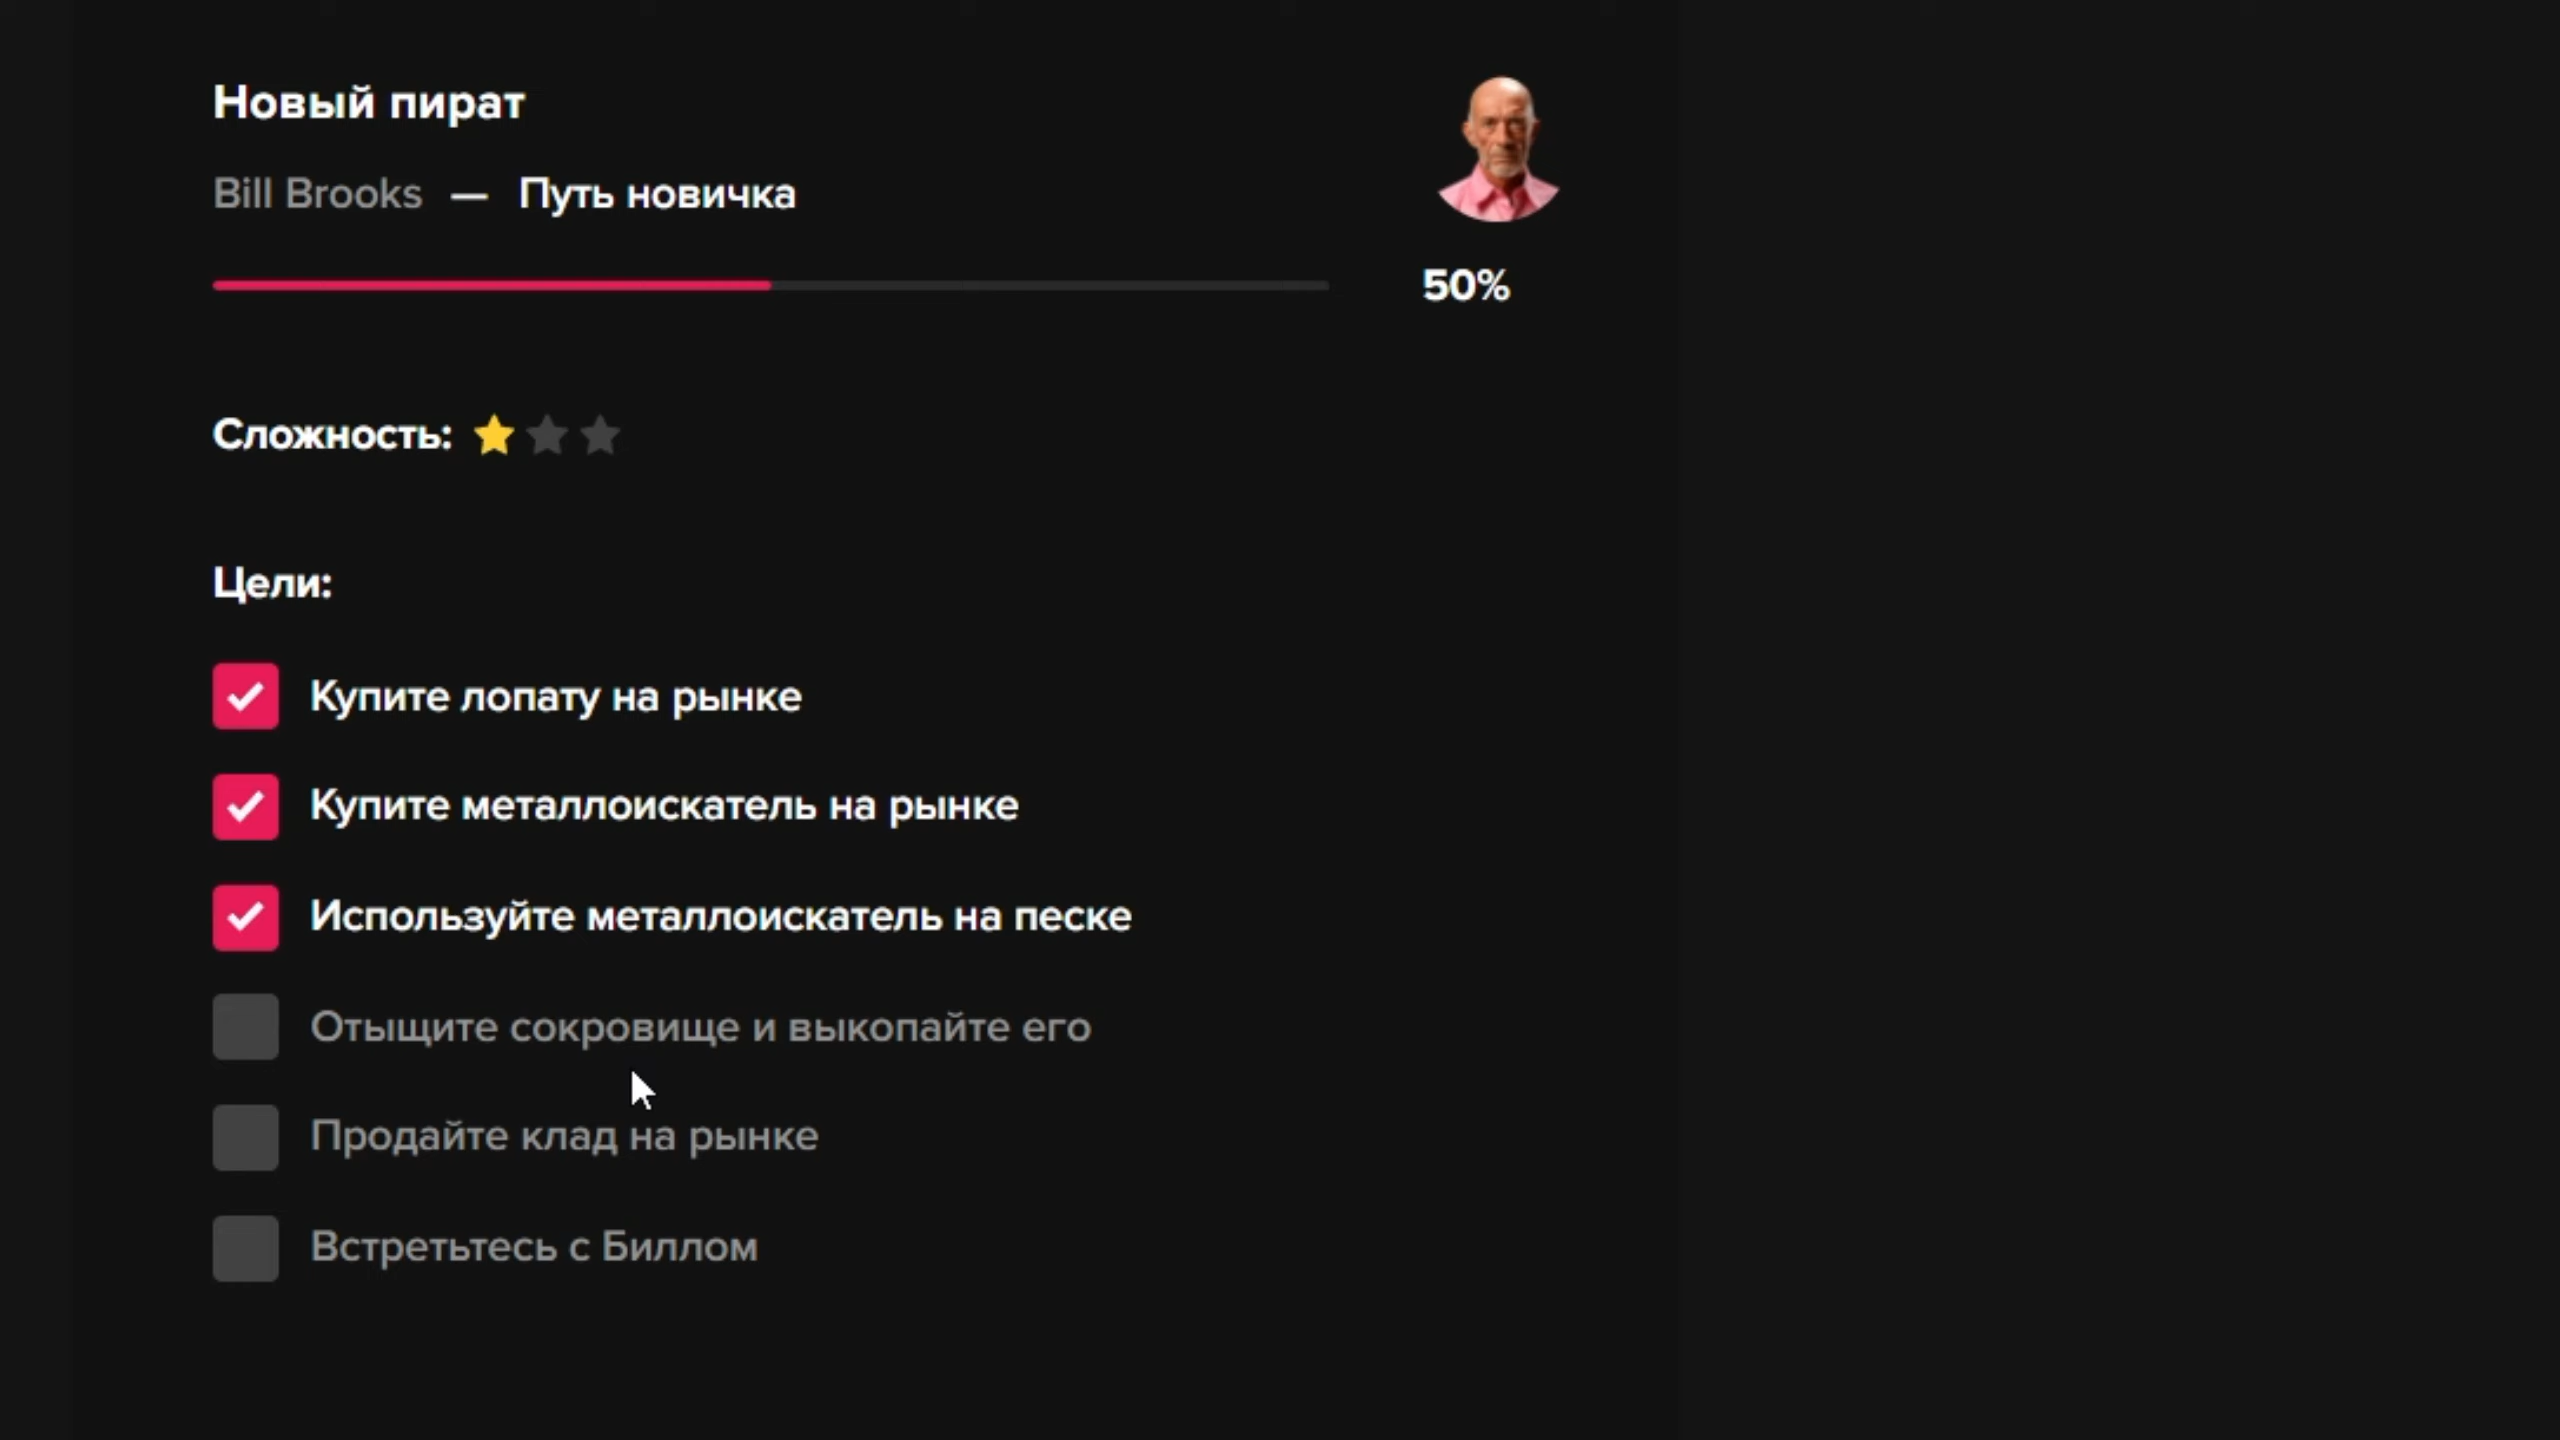 Новый пират
Bill Brooks — Путь новичка
50%
Сложность:
Цели:
Купите лопату на рынке
Купите металлоискатель на рынке
Используйте металлоискатель на песке
Отыщите сокровище и выкопайте его
Продайте клад на рынке
Встретьтесь с Биллом